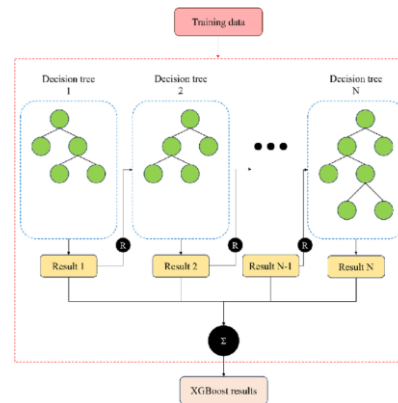 Training data
Decision tree
1
Decision tree
2
Decision tree
N
R
R
R
Result 1
Result 2
Result N-1
Result N
Σ
XGBoost results